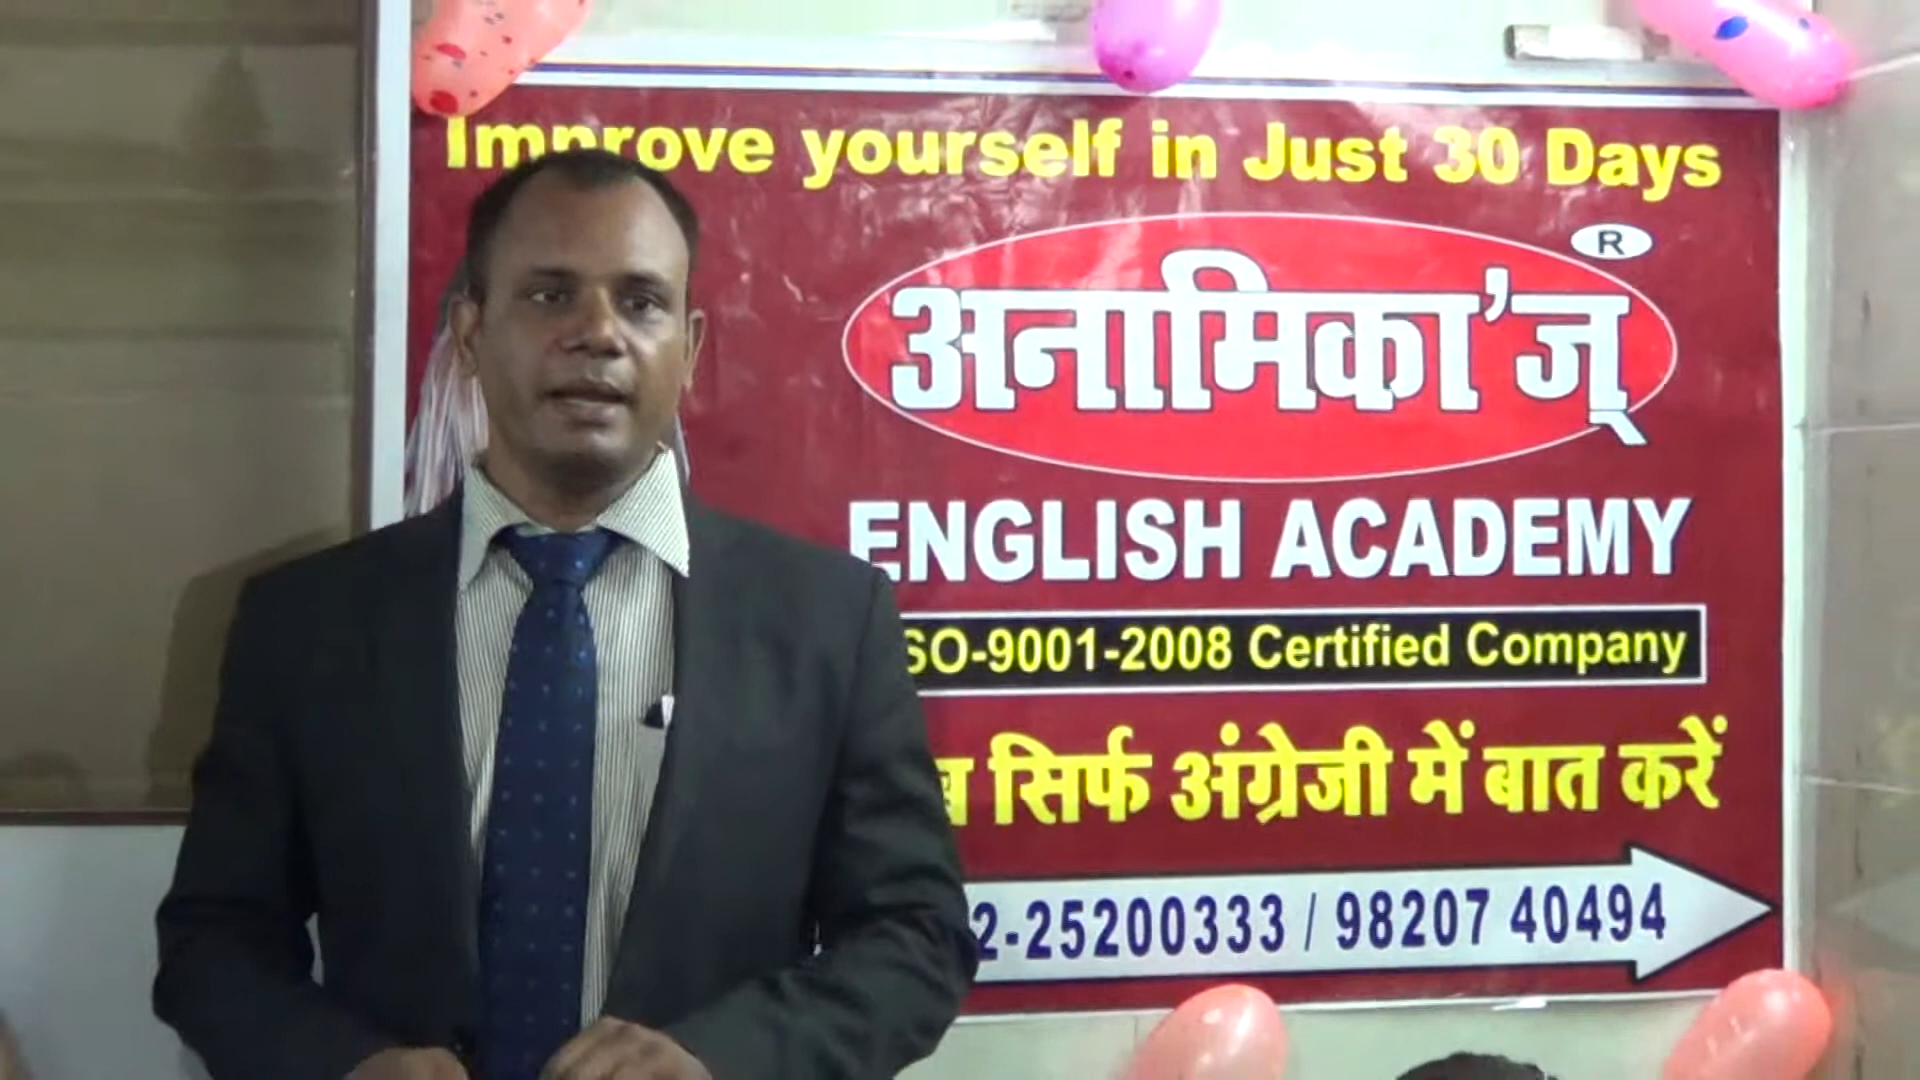 Improve yourself in Just 30 Days
R
अनामिका'ज्
ENGLISH ACADEMY
SO-9001-2008 Certified Company
सिर्फ अंग्रेजी में बात करें
2-25200333 / 98207 40494